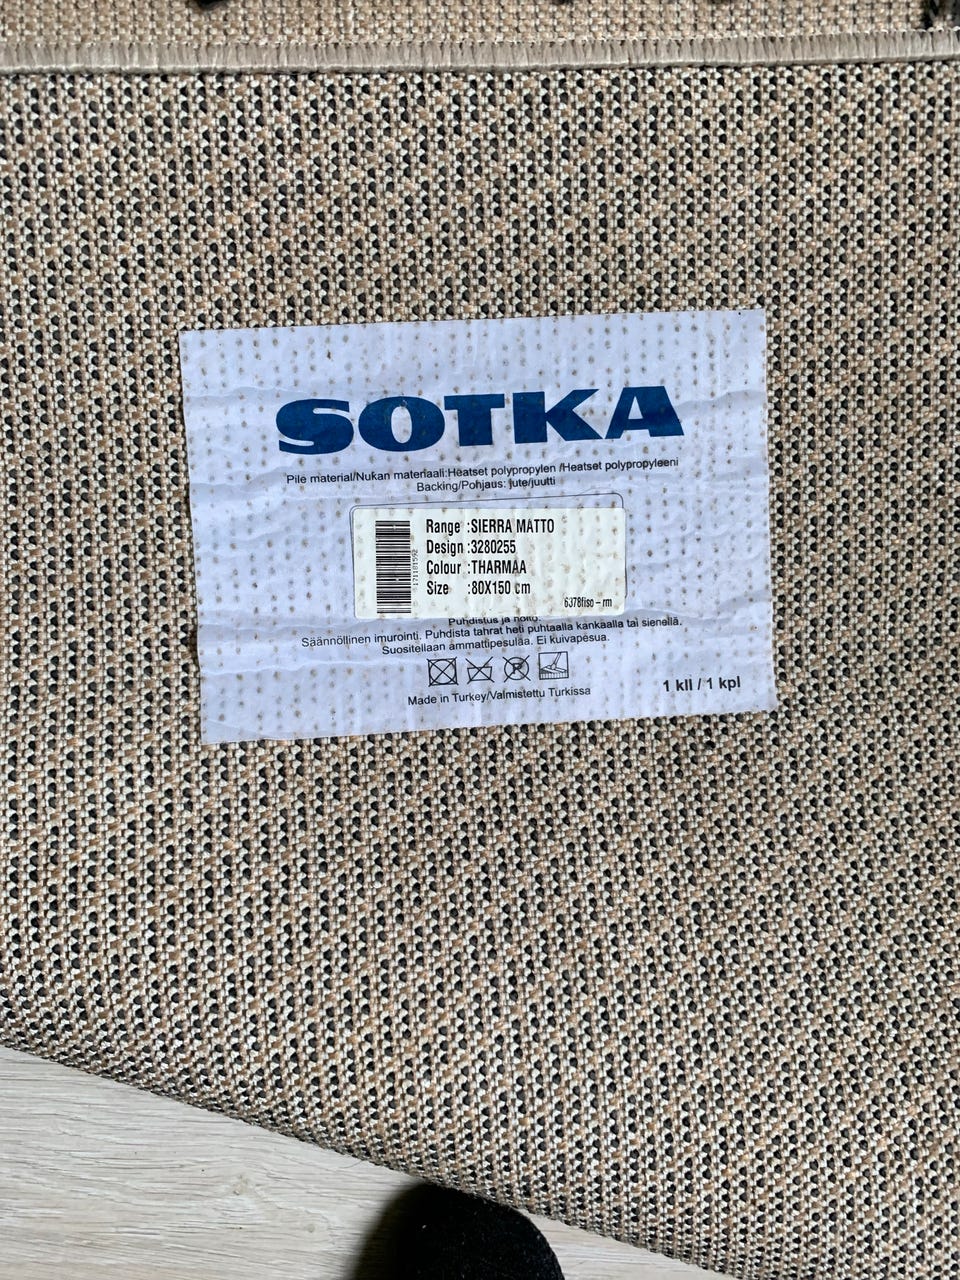 SOTKA
Pile material/Nukan materiaali:Heatset polypropylen /Heatset polypropyleeni
Backing/Pohjaus: jute/juutti
Range :SIERRA MATTO
Design :3280255
Colour :THARMAA
Size :80X150 cm
6378fiso-rm
Puhdistus ja hoito:
Säännöllinen imurointi. Puhdista tahrat heti puhtaalla kankaalla tai sienellä.
Suositellaan ammattipesulaa. Ei kuivapesua.
Made in Turkey/Valmistettu Turkissa
1 kll / 1 kpl